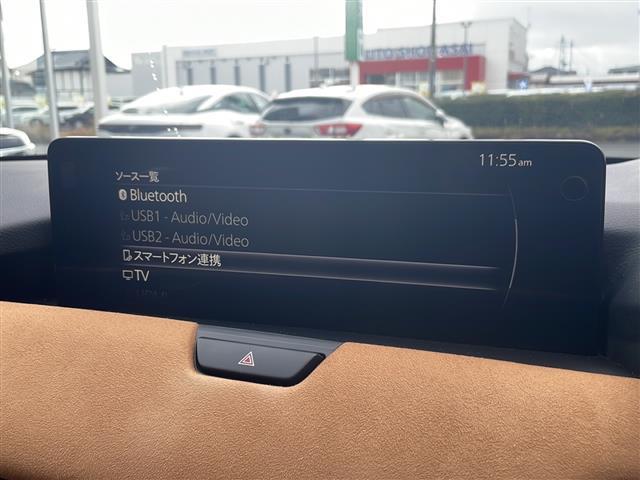 11:55am
ソース一覧
Bluetooth
USB1 - Audio/Video
USB2 - Audio/Video
スマートフォン連携
TV